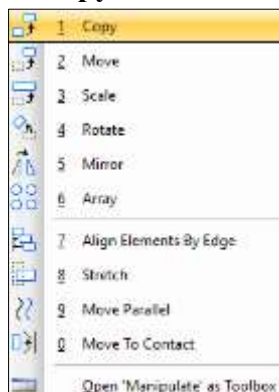 1 Copy
2 Move
3 Scale
4 Rotate
5 Mirror
6 Array
7 Align Elements By Edge
8 Stretch
9 Move Parallel
0 Move To Contact
Open 'Manipulate' as Toolbox